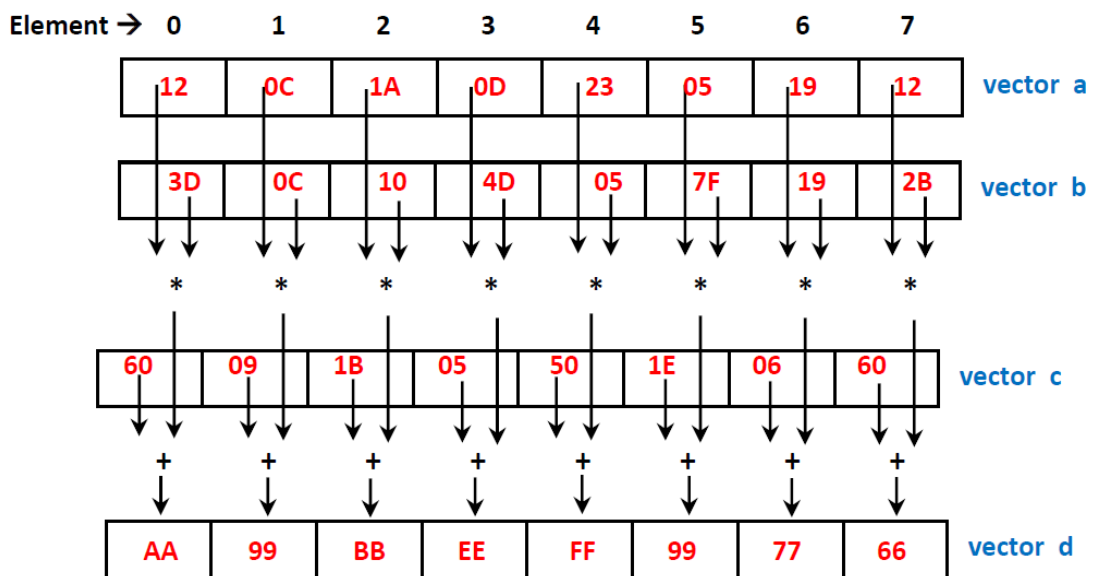 Element → 0 1 2 3 4 5 6 7
12 0C 1A 0D 23 05 19 12 vector a
3D 0C 10 4D 05 7F 19 2B vector b
* * * * * * * *
60 09 1B 05 50 1E 06 60 vector c
+ + + + + + + +
AA 99 BB EE FF 99 77 66 vector d